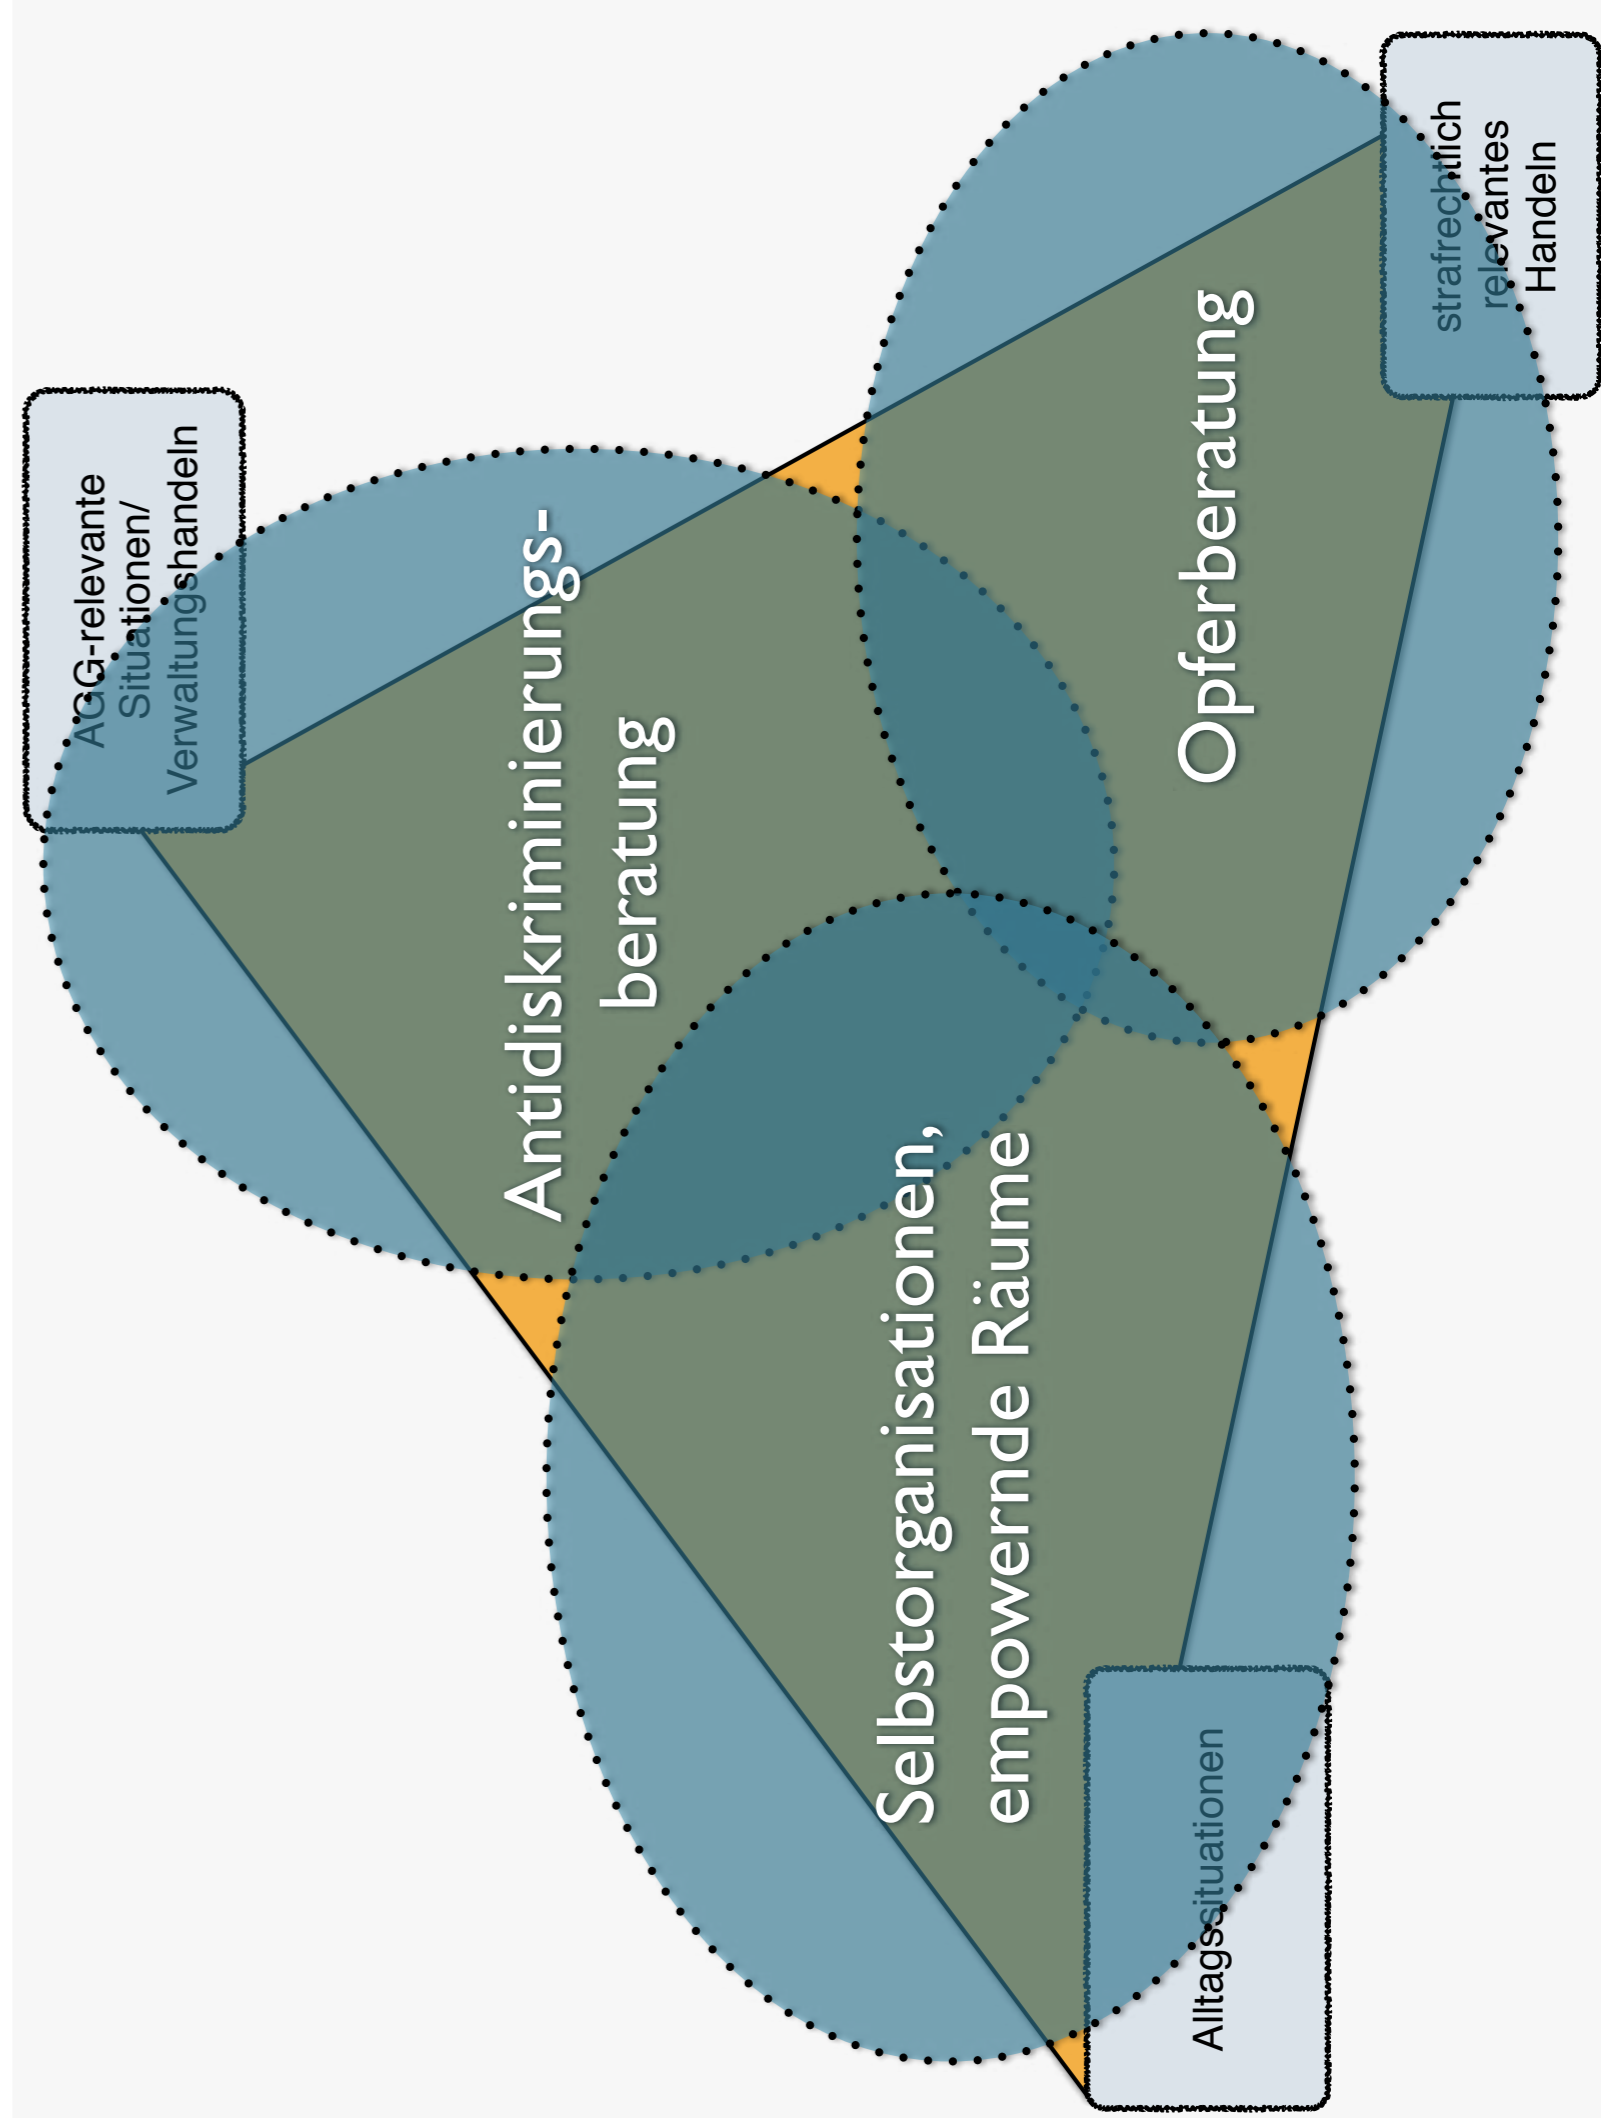 AGG-relevante
Situationen/
Verwaltungshandeln
Antidiskriminierungs-
beratung
Selbstorganisationen,
empowernde Räume
Opferberatung
Alltagssituationen
strafrechtlich
relevantes
Handeln